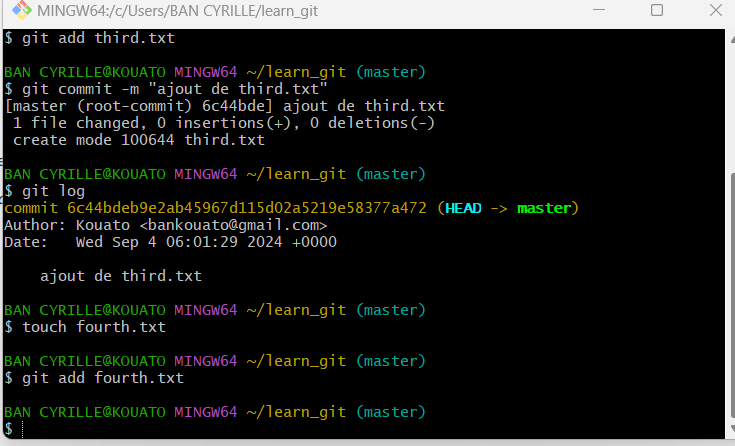 MINGW64:/c/Users/BAN CYRILLE/learn_git
$ git add third.txt
BAN CYRILLE@KOUATO MINGW64 ~/learn_git (master)
$ git commit -m "ajout de third.txt"
[master (root-commit) 6c44bde] ajout de third.txt
 1 file changed, 0 insertions(+), 0 deletions(-)
 create mode 100644 third.txt
BAN CYRILLE@KOUATO MINGW64 ~/learn_git (master)
$ git log
commit 6c44bdeb9e2ab45967d115d02a5219e58377a472 (HEAD -> master)
Author: Kouato <bankouato@gmail.com>
Date:   Wed Sep 4 06:01:29 2024 +0000
    ajout de third.txt
BAN CYRILLE@KOUATO MINGW64 ~/learn_git (master)
$ touch fourth.txt
BAN CYRILLE@KOUATO MINGW64 ~/learn_git (master)
$ git add fourth.txt
BAN CYRILLE@KOUATO MINGW64 ~/learn_git (master)
$